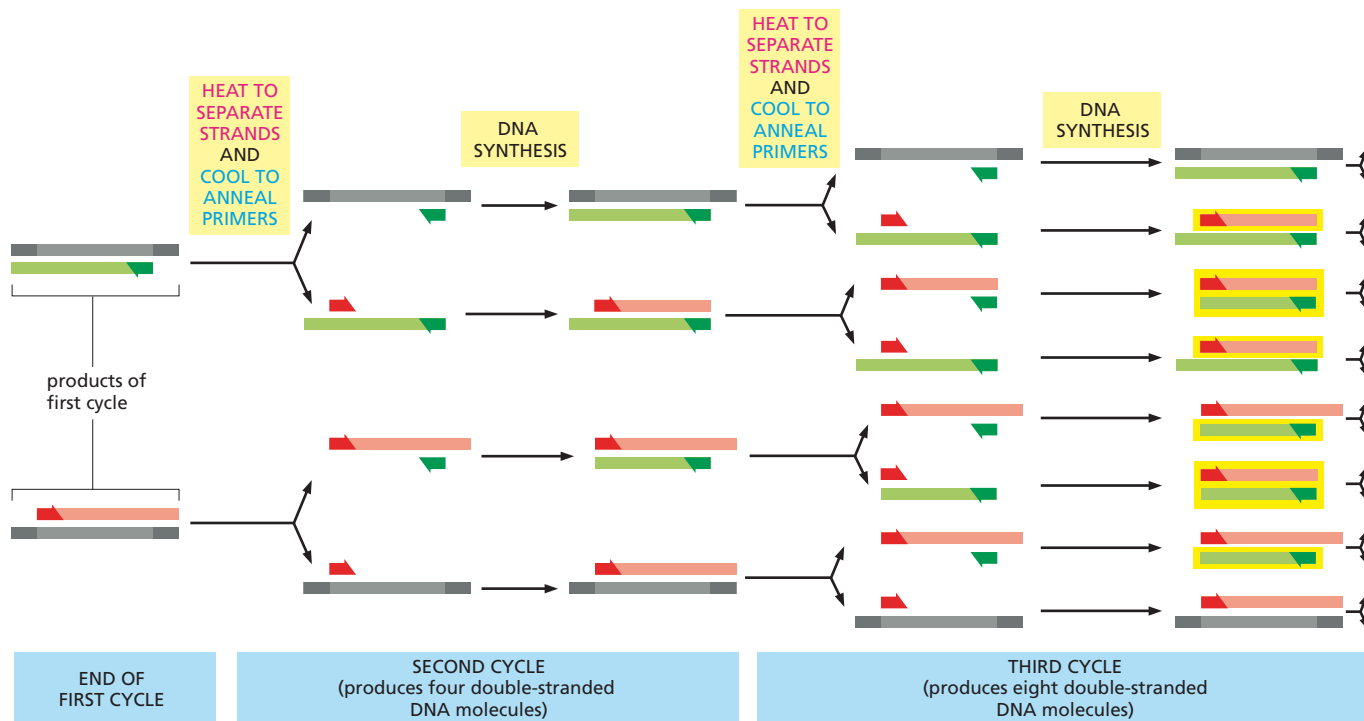 HEAT TO
SEPARATE
STRANDS
AND
COOL TO
ANNEAL
PRIMERS
DNA
SYNTHESIS
HEAT TO
SEPARATE
STRANDS
AND
COOL TO
ANNEAL
PRIMERS
DNA
SYNTHESIS
products of
first cycle
END OF
FIRST CYCLE
SECOND CYCLE
(produces four double-stranded
DNA molecules)
THIRD CYCLE
(produces eight double-stranded
DNA molecules)